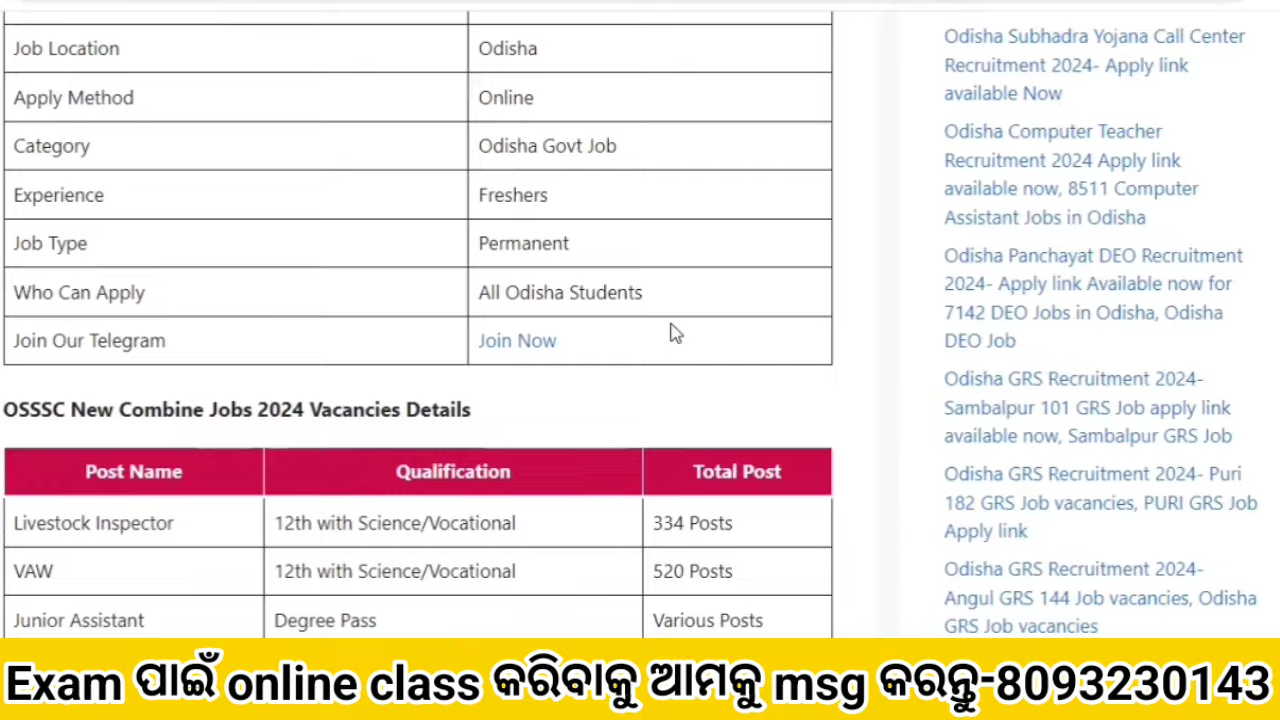 Job Location Odisha
Apply Method Online
Category Odisha Govt Job
Experience Freshers
Job Type Permanent
Who Can Apply All Odisha Students
Join Our Telegram Join Now
OSSSC New Combine Jobs 2024 Vacancies Details
Post Name Qualification Total Post
Livestock Inspector 12th with Science/Vocational 334 Posts
VAW 12th with Science/Vocational 520 Posts
Junior Assistant Degree Pass Various Posts
Odisha Subhadra Yojana Call Center
Recruitment 2024- Apply link
available Now
Odisha Computer Teacher
Recruitment 2024 Apply link
available now, 8511 Computer
Assistant Jobs in Odisha
Odisha Panchayat DEO Recruitment
2024- Apply link Available now for
7142 DEO Jobs in Odisha, Odisha
DEO Job
Odisha GRS Recruitment 2024-
Sambalpur 101 GRS Job apply link
available now, Sambalpur GRS Job
Odisha GRS Recruitment 2024- Puri
182 GRS Job vacancies, PURI GRS Job
Apply link
Odisha GRS Recruitment 2024-
Angul GRS 144 Job vacancies, Odisha
GRS Job vacancies
Exam ପାଇଁ online class କରିବାକୁ ଆମକୁ msg କରନ୍ତୁ-8093230143